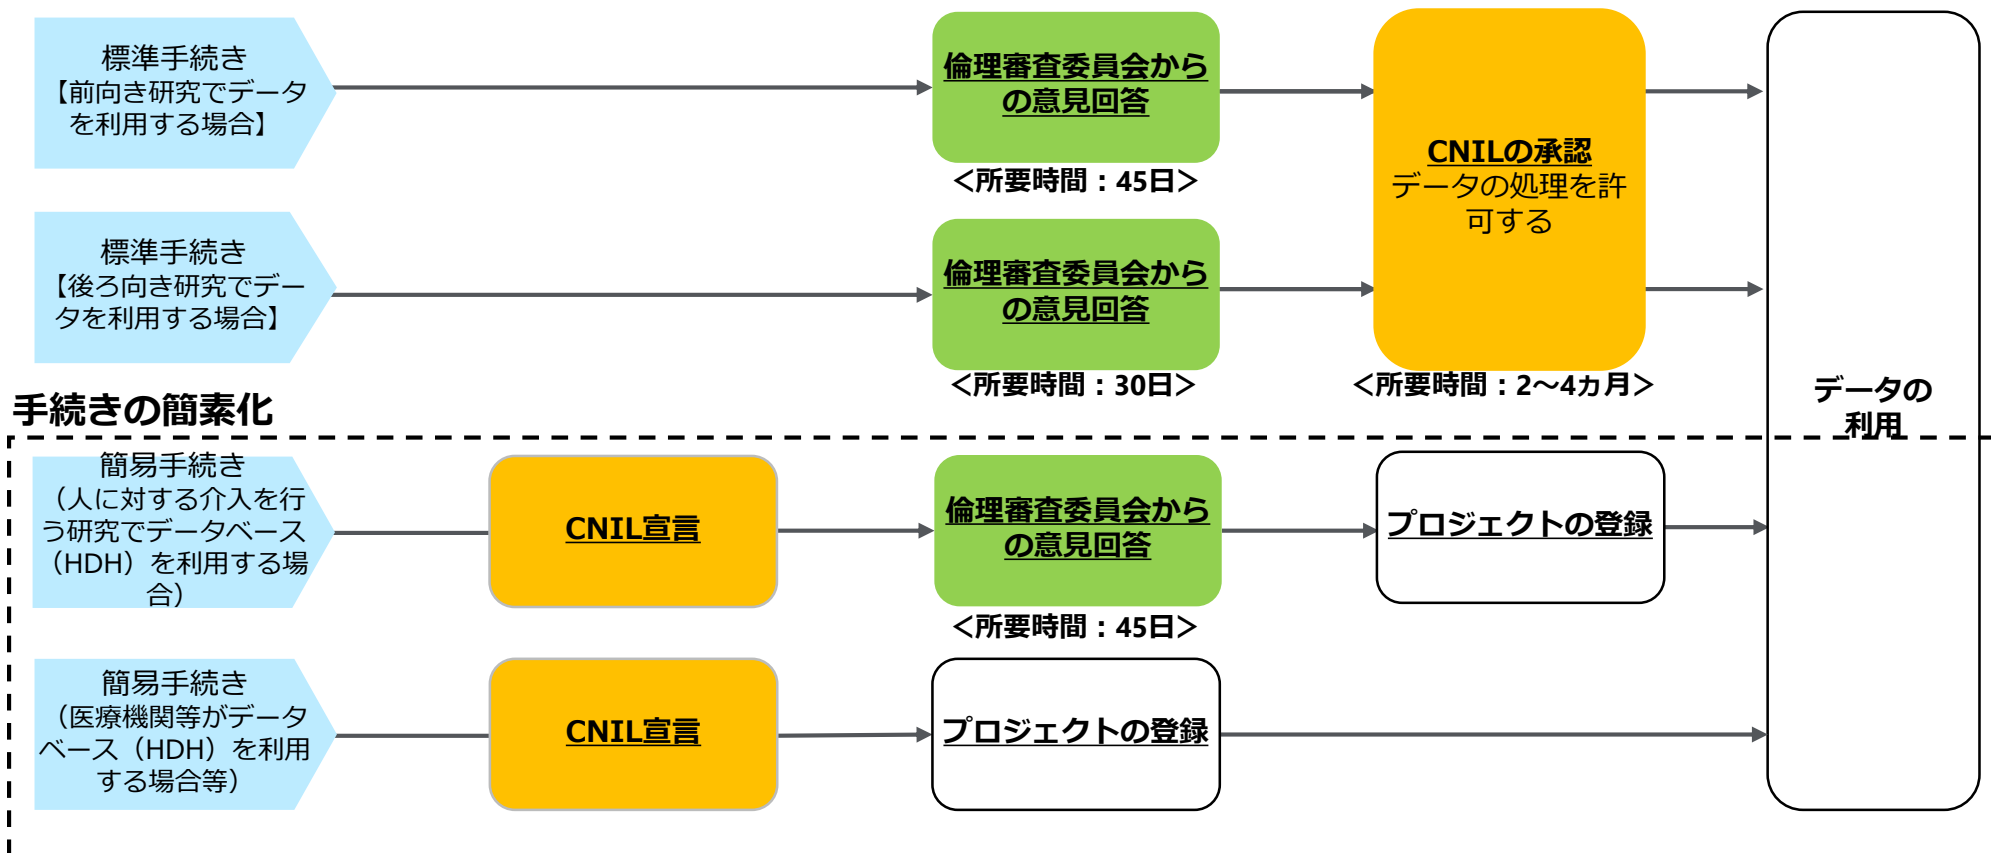 標準手続き
【前向き研究でデータ
を利用する場合】
倫理審査委員会から
の意見回答
<所要時間：45日>
CNILの承認
データの処理を許
可する
標準手続き
【後ろ向き研究でデー
タを利用する場合】
倫理審査委員会から
の意見回答
<所要時間：30日>
<所要時間：2～4ヵ月>
データの
利用
手続きの簡素化
簡易手続き
（人に対する介入を行
う研究でデータベース
（HDH）を利用する場
合）
CNIL宣言
倫理審査委員会から
の意見回答
<所要時間：45日>
プロジェクトの登録
簡易手続き
（医療機関等がデータ
ベース（HDH）を利用
する場合等）
CNIL宣言
プロジェクトの登録